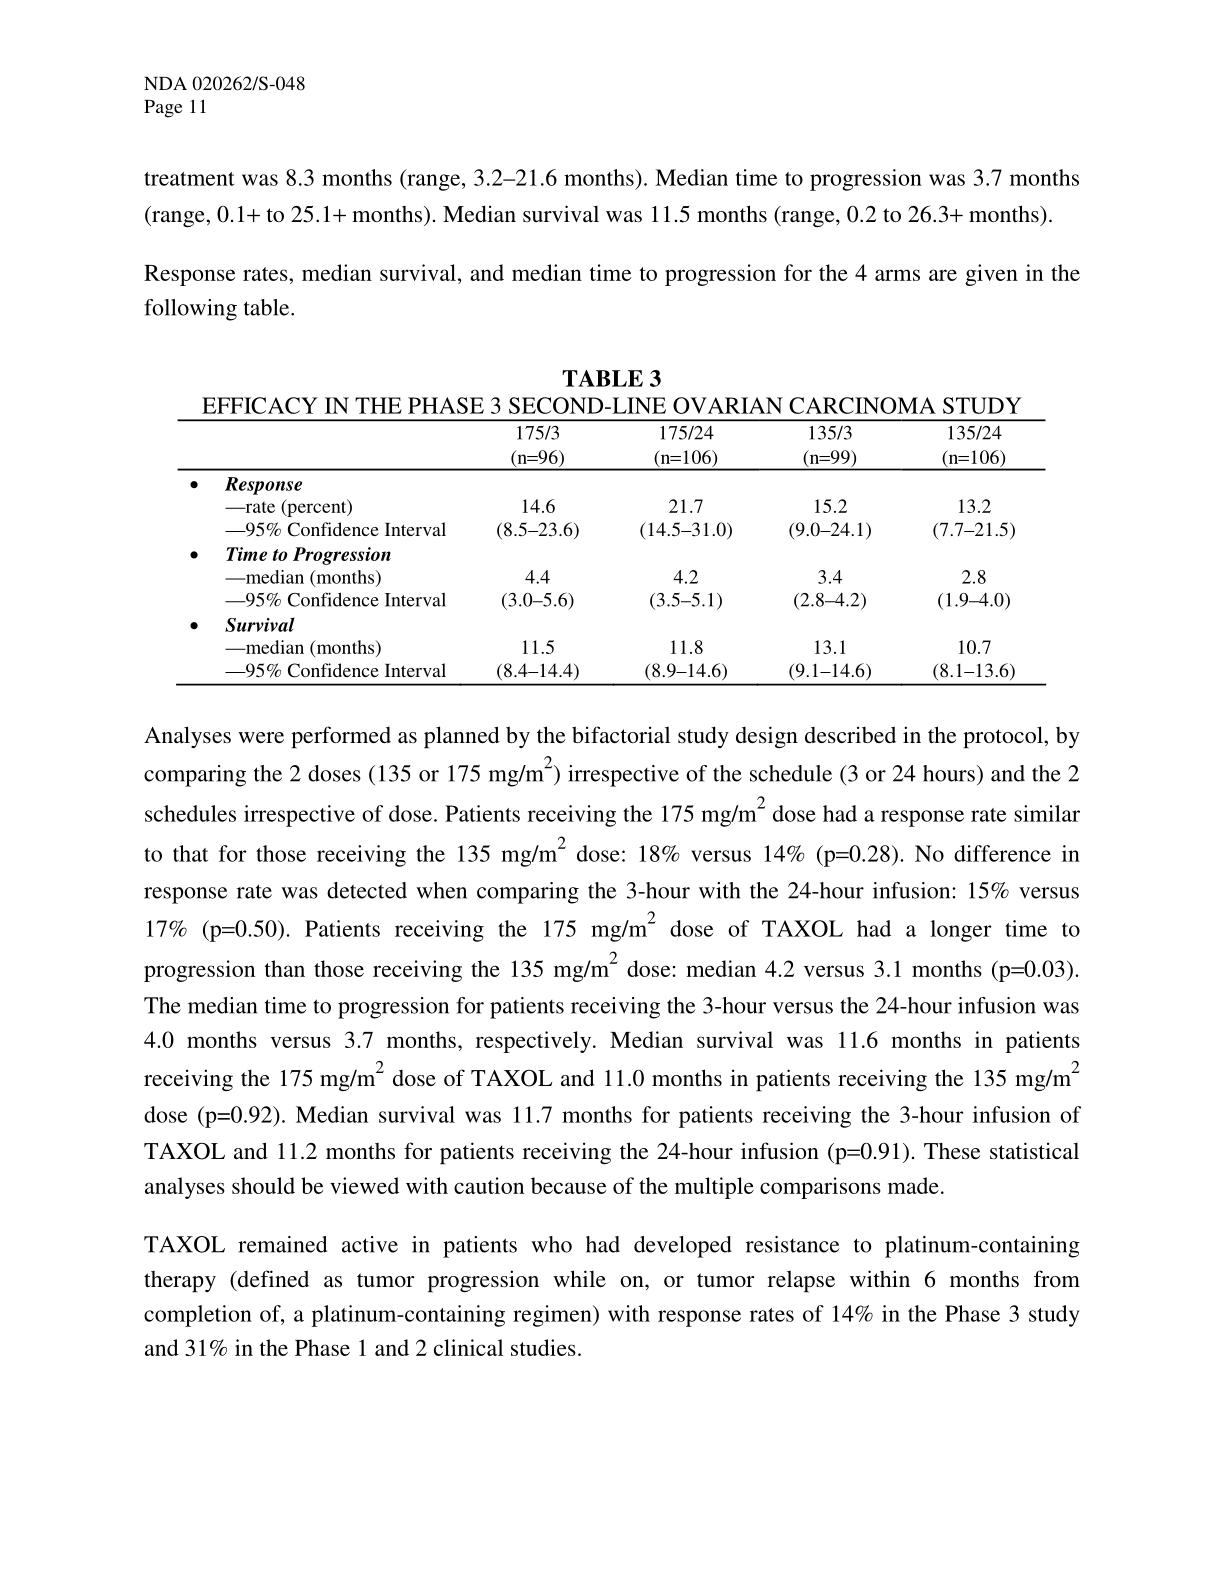 NDA 020262/S-048
Page 11
treatment was 8.3 months (range, 3.2–21.6 months). Median time to progression was 3.7 months
(range, 0.1+ to 25.1+ months). Median survival was 11.5 months (range, 0.2 to 26.3+ months).
Response rates, median survival, and median time to progression for the 4 arms are given in the
following table.
TABLE 3
EFFICACY IN THE PHASE 3 SECOND-LINE OVARIAN CARCINOMA STUDY
175/3 175/24 135/3 135/24
(n=96) (n=106) (n=99) (n=106)
• Response
—rate (percent) 14.6 21.7 15.2 13.2
—95% Confidence Interval (8.5–23.6) (14.5–31.0) (9.0–24.1) (7.7–21.5)
• Time to Progression
—median (months) 4.4 4.2 3.4 2.8
—95% Confidence Interval (3.0–5.6) (3.5–5.1) (2.8–4.2) (1.9–4.0)
• Survival
—median (months) 11.5 11.8 13.1 10.7
—95% Confidence Interval (8.4–14.4) (8.9–14.6) (9.1–14.6) (8.1–13.6)
Analyses were performed as planned by the bifactorial study design described in the protocol, by
comparing the 2 doses (135 or 175 mg/m²) irrespective of the schedule (3 or 24 hours) and the 2
schedules irrespective of dose. Patients receiving the 175 mg/m² dose had a response rate similar
to that for those receiving the 135 mg/m² dose: 18% versus 14% (p=0.28). No difference in
response rate was detected when comparing the 3-hour with the 24-hour infusion: 15% versus
17% (p=0.50). Patients receiving the 175 mg/m² dose of TAXOL had a longer time to
progression than those receiving the 135 mg/m² dose: median 4.2 versus 3.1 months (p=0.03).
The median time to progression for patients receiving the 3-hour versus the 24-hour infusion was
4.0 months versus 3.7 months, respectively. Median survival was 11.6 months in patients
receiving the 175 mg/m² dose of TAXOL and 11.0 months in patients receiving the 135 mg/m²
dose (p=0.92). Median survival was 11.7 months for patients receiving the 3-hour infusion of
TAXOL and 11.2 months for patients receiving the 24-hour infusion (p=0.91). These statistical
analyses should be viewed with caution because of the multiple comparisons made.
TAXOL remained active in patients who had developed resistance to platinum-containing
therapy (defined as tumor progression while on, or tumor relapse within 6 months from
completion of, a platinum-containing regimen) with response rates of 14% in the Phase 3 study
and 31% in the Phase 1 and 2 clinical studies.